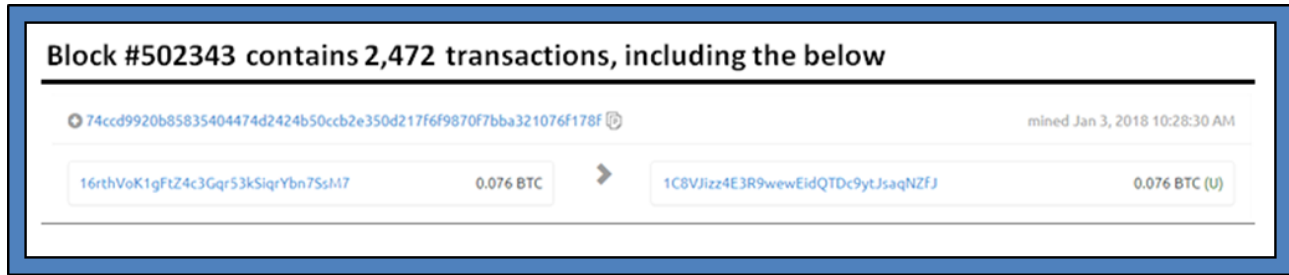 Block #502343 contains 2,472 transactions, including the below
74ccd9920b85835404474d2424b50ccb2e350d217f6f9870f7bba321076f178f mined Jan 3, 2018 10:28:30 AM
16rthVoK1gFtZ4c3Gqr53kSiqrYbn7SsM7 0.076 BTC 1C8VJizz4E3R9wewEidQTDc9ytJsaqNZfJ 0.076 BTC (U)